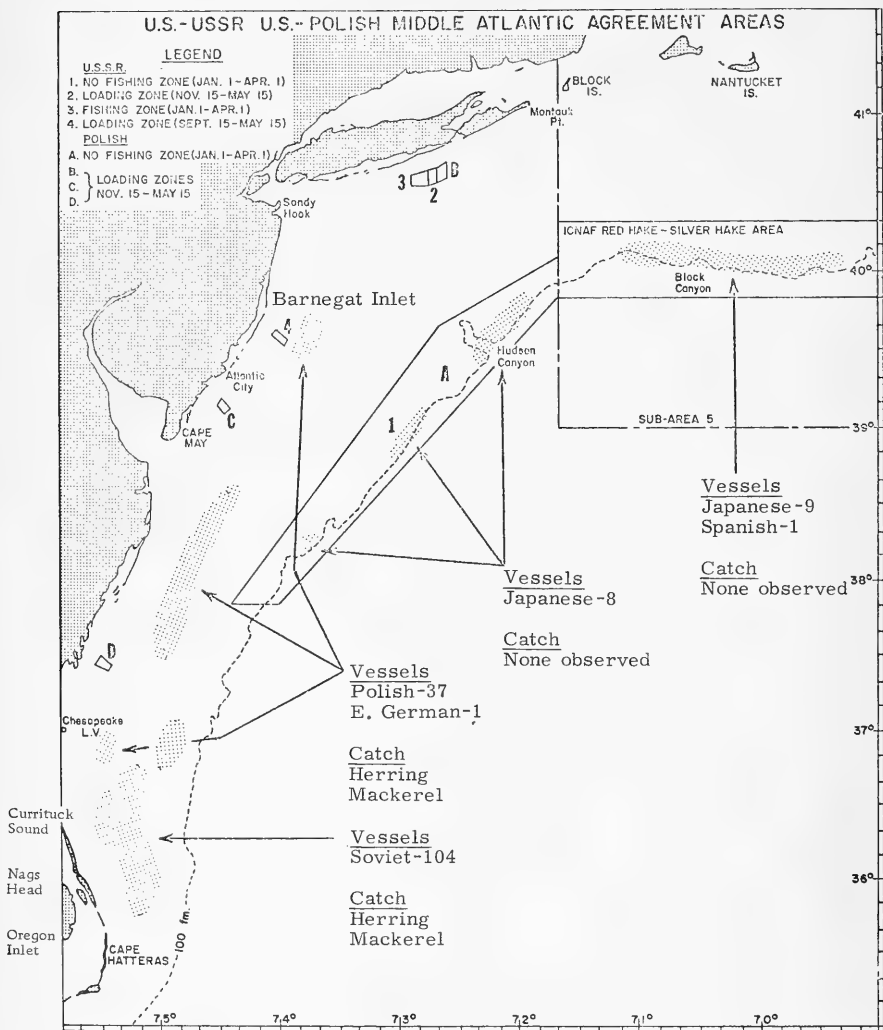 U.S.-USSR U.S.-POLISH MIDDLE ATLANTIC AGREEMENT AREAS
LEGEND
U.S.S.R.
1. NO FISHING ZONE (JAN. 1-APR. 1)
2. LOADING ZONE (NOV. 15-MAY 15)
3. FISHING ZONE (JAN. 1-APR. 1)
4. LOADING ZONE (SEPT. 15-MAY 15)
POLISH
A. NO FISHING ZONE (JAN. 1-APR. 1)
B.
C. } LOADING ZONES
D. NOV. 15-MAY 15
BLOCK
IS.
NANTUCKET
IS.
Montauk
Pt.
41°
3
2
B
Sandy
Hook
ICNAF RED HAKE-SILVER HAKE AREA
40°
Block
Canyon
Barnegat Inlet
4
Hudson
Canyon
A
Atlantic
City
C
1
CAPE
MAY
SUB-AREA 5
39°
Vessels
Japanese-9
Spanish-1
Catch
None observed
38°
Vessels
Japanese-8
Catch
None observed
D
Vessels
Polish-37
E. German-1
Catch
Herring
Mackerel
Chesapeake
L.V.
37°
Currituck
Sound
Vessels
Soviet-104
Catch
Herring
Mackerel
Nags
Head
36°
Oregon
Inlet
CAPE
HATTERAS
100 fm
75° 74° 73° 72° 71° 70°